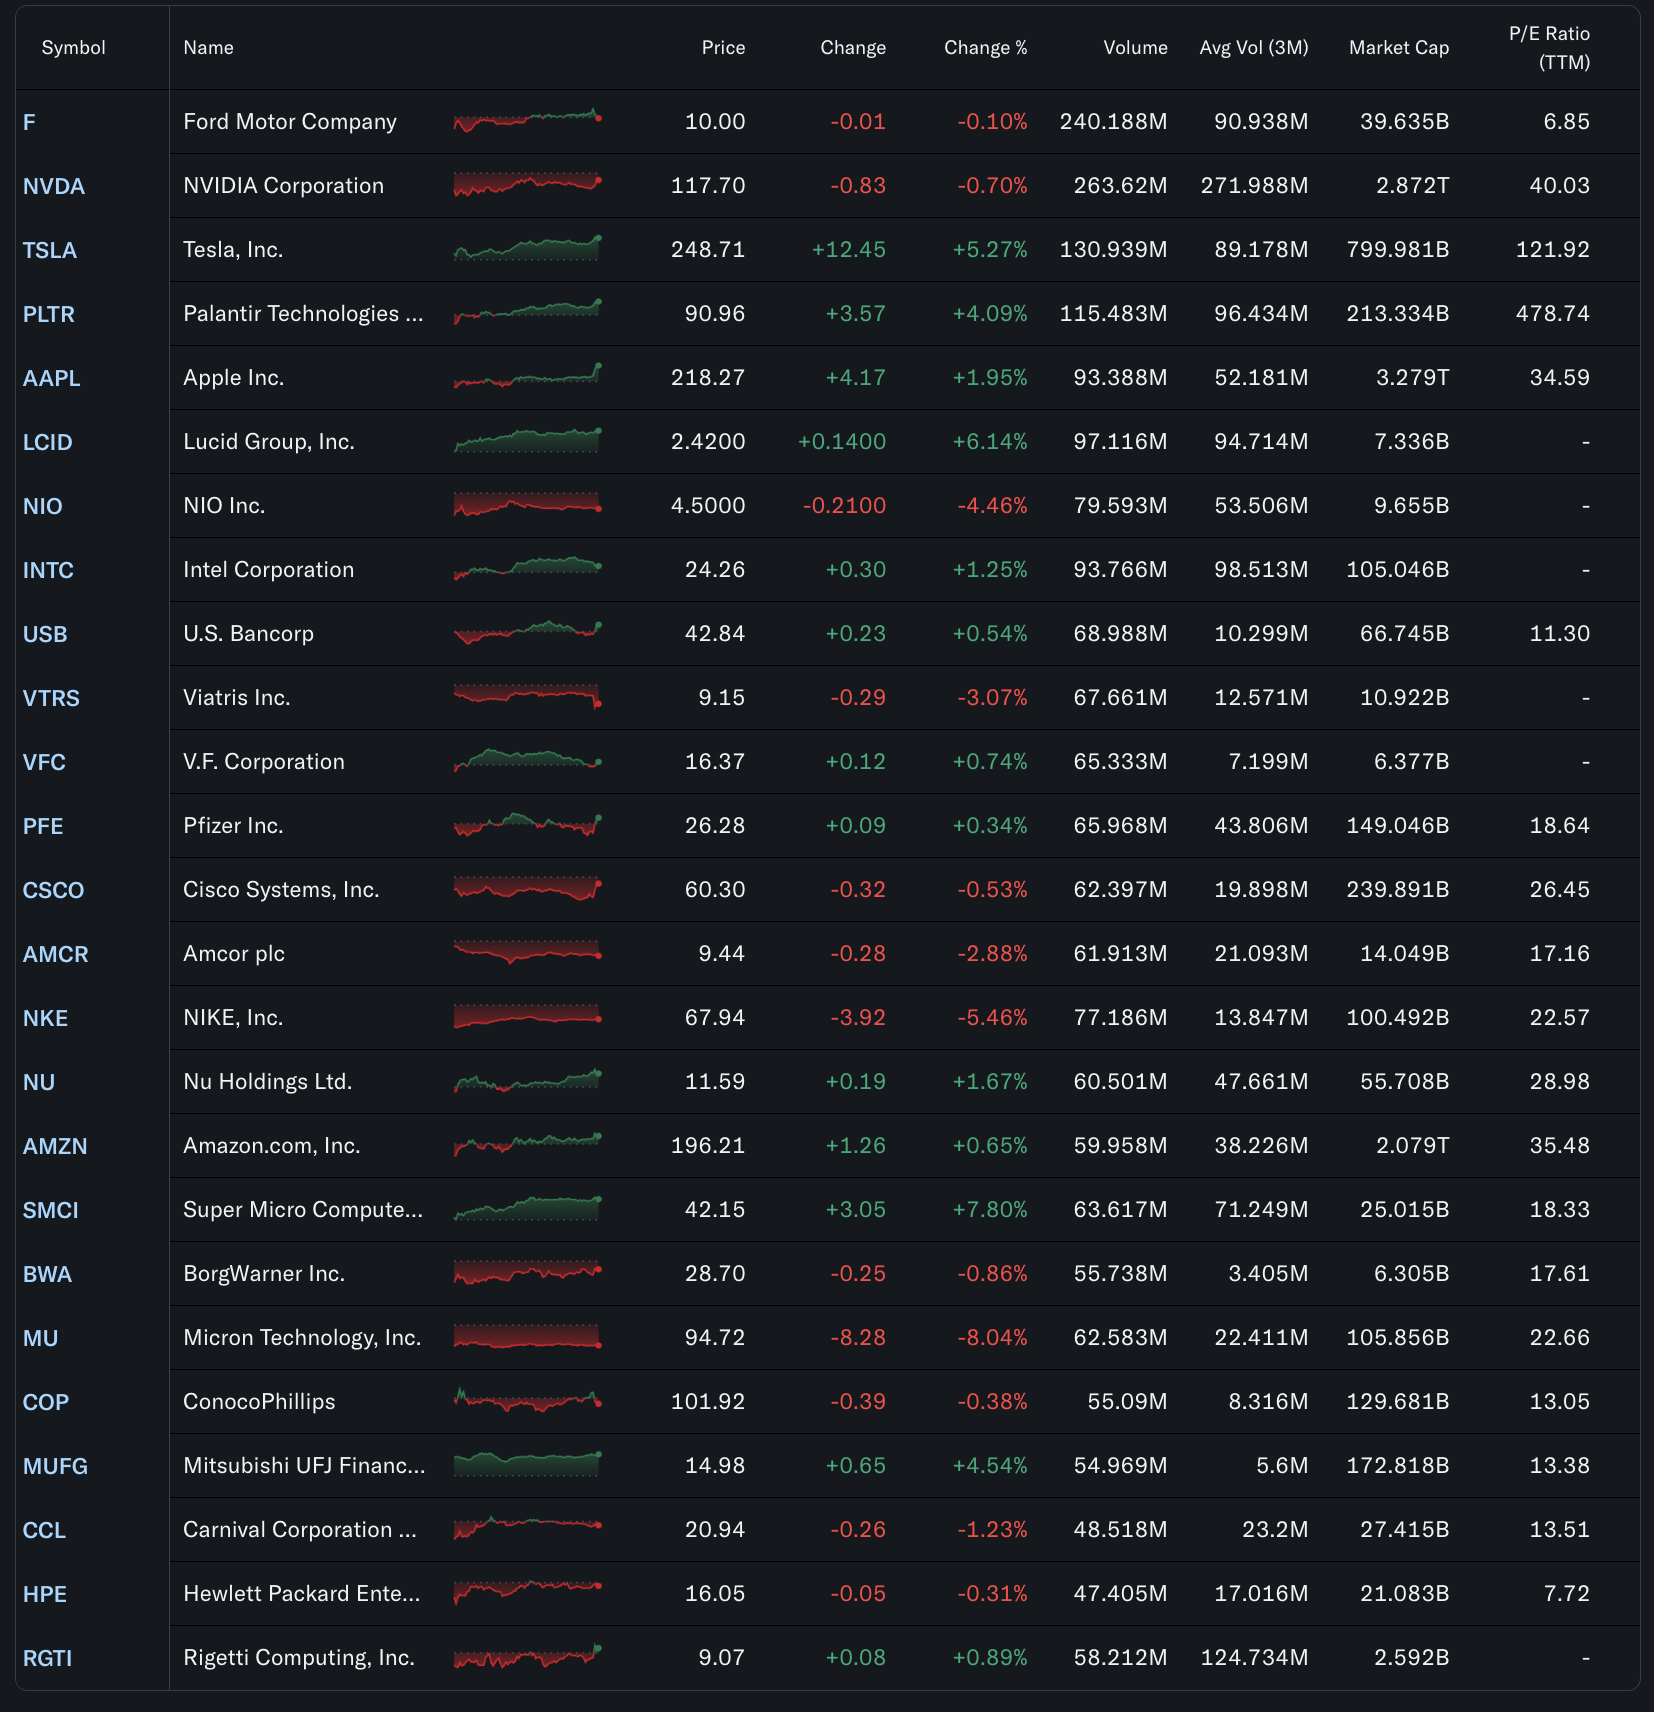 Symbol Name Price Change Change % Volume Avg Vol (3M) Market Cap P/E Ratio (TTM)
F Ford Motor Company 10.00 -0.01 -0.10% 240.188M 90.938M 39.635B 6.85
NVDA NVIDIA Corporation 117.70 -0.83 -0.70% 263.62M 271.988M 2.872T 40.03
TSLA Tesla, Inc. 248.71 +12.45 +5.27% 130.939M 89.178M 799.981B 121.92
PLTR Palantir Technologies ... 90.96 +3.57 +4.09% 115.483M 96.434M 213.334B 478.74
AAPL Apple Inc. 218.27 +4.17 +1.95% 93.388M 52.181M 3.279T 34.59
LCID Lucid Group, Inc. 2.4200 +0.1400 +6.14% 97.116M 94.714M 7.336B -
NIO NIO Inc. 4.5000 -0.2100 -4.46% 79.593M 53.506M 9.655B -
INTC Intel Corporation 24.26 +0.30 +1.25% 93.766M 98.513M 105.046B -
USB U.S. Bancorp 42.84 +0.23 +0.54% 68.988M 10.299M 66.745B 11.30
VTRS Viatris Inc. 9.15 -0.29 -3.07% 67.661M 12.571M 10.922B -
VFC V.F. Corporation 16.37 +0.12 +0.74% 65.333M 7.199M 6.377B -
PFE Pfizer Inc. 26.28 +0.09 +0.34% 65.968M 43.806M 149.046B 18.64
CSCO Cisco Systems, Inc. 60.30 -0.32 -0.53% 62.397M 19.898M 239.891B 26.45
AMCR Amcor plc 9.44 -0.28 -2.88% 61.913M 21.093M 14.049B 17.16
NKE NIKE, Inc. 67.94 -3.92 -5.46% 77.186M 13.847M 100.492B 22.57
NU Nu Holdings Ltd. 11.59 +0.19 +1.67% 60.501M 47.661M 55.708B 28.98
AMZN Amazon.com, Inc. 196.21 +1.26 +0.65% 59.958M 38.226M 2.079T 35.48
SMCI Super Micro Compute... 42.15 +3.05 +7.80% 63.617M 71.249M 25.015B 18.33
BWA BorgWarner Inc. 28.70 -0.25 -0.86% 55.738M 3.405M 6.305B 17.61
MU Micron Technology, Inc. 94.72 -8.28 -8.04% 62.583M 22.411M 105.856B 22.66
COP ConocoPhillips 101.92 -0.39 -0.38% 55.09M 8.316M 129.681B 13.05
MUFG Mitsubishi UFJ Financ... 14.98 +0.65 +4.54% 54.969M 5.6M 172.818B 13.38
CCL Carnival Corporation ... 20.94 -0.26 -1.23% 48.518M 23.2M 27.415B 13.51
HPE Hewlett Packard Ente... 16.05 -0.05 -0.31% 47.405M 17.016M 21.083B 7.72
RGTI Rigetti Computing, Inc. 9.07 +0.08 +0.89% 58.212M 124.734M 2.592B -